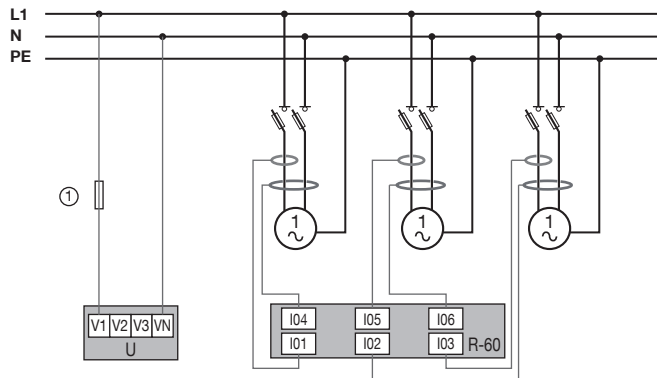 L1
N
PE
①
1
~
1
~
1
~
V1 V2 V3 VN
U
I04 I05 I06
I01 I02 I03 R-60